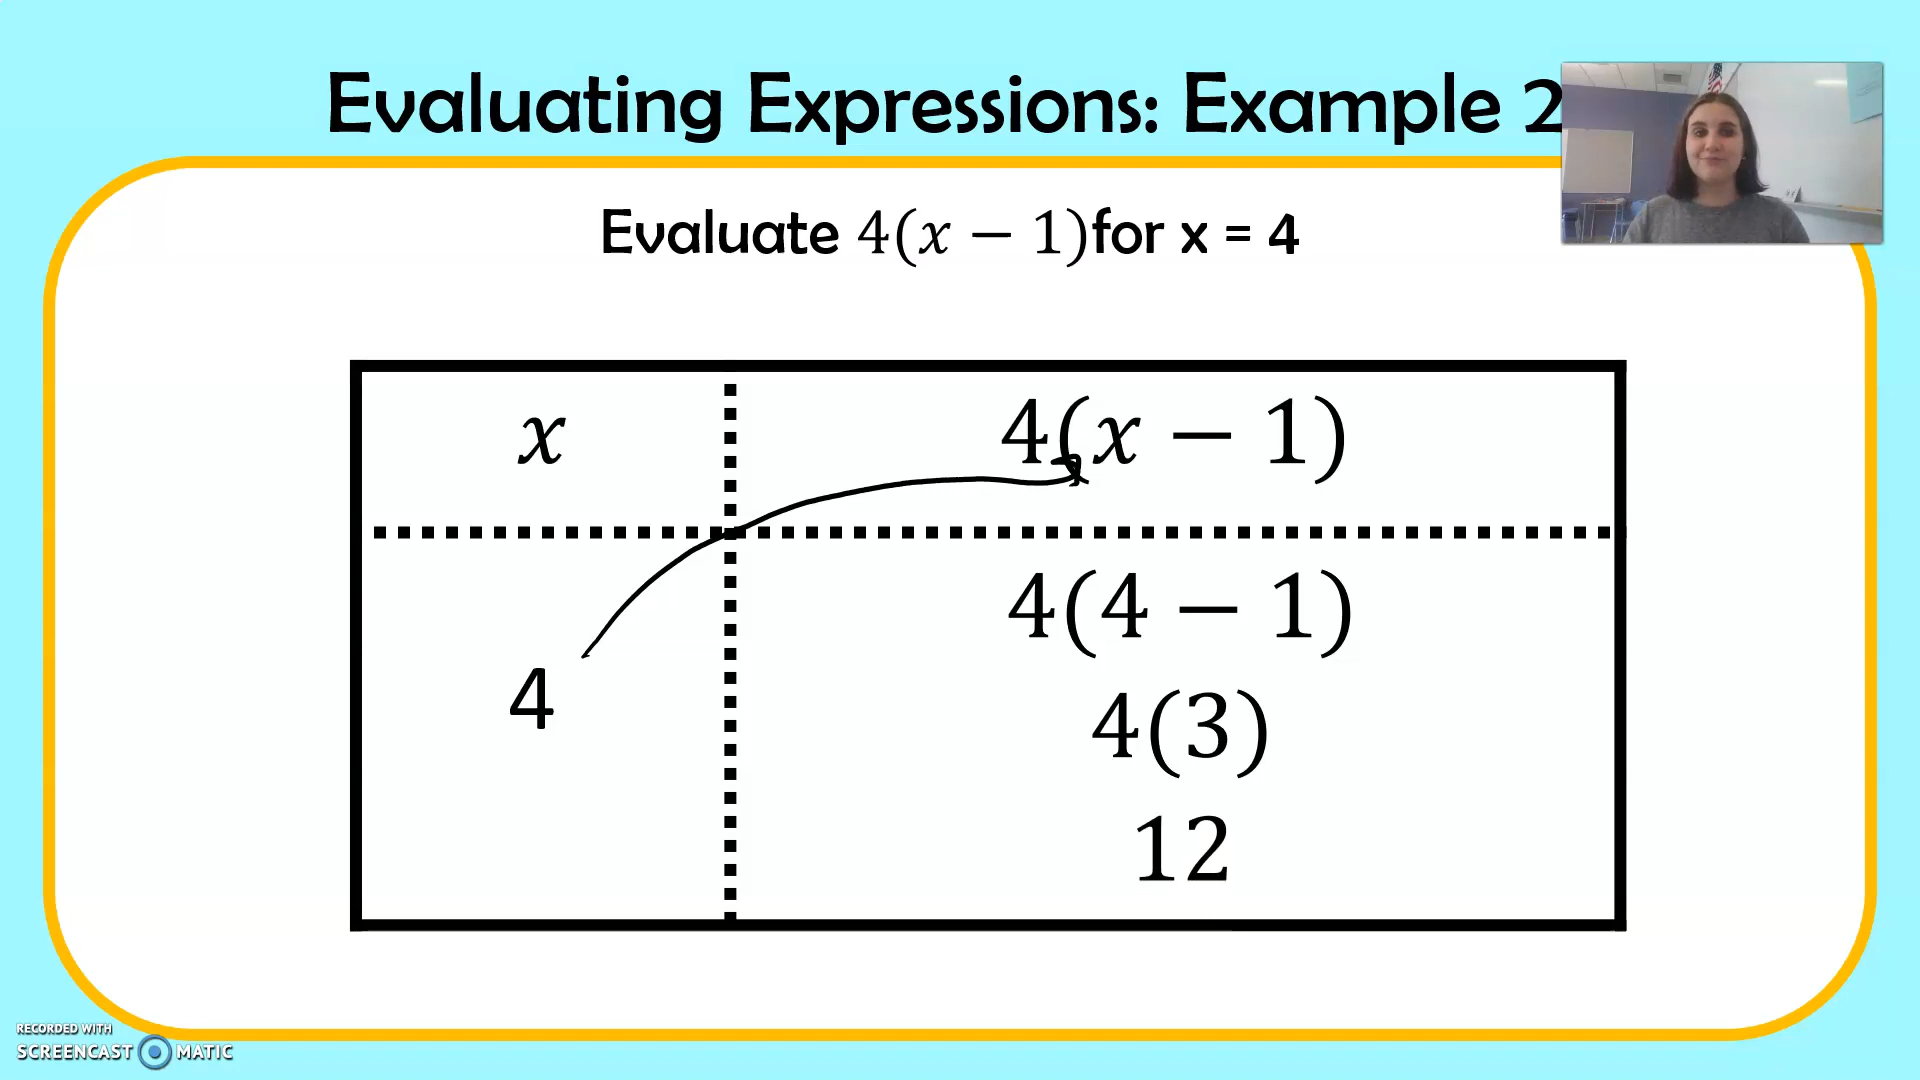 Evaluating Expressions: Example 2
Evaluate 4(x − 1)for x = 4
x
4(x − 1)
4
4(4 − 1)
4(3)
12
RECORDED WITH
SCREENCAST MATIC